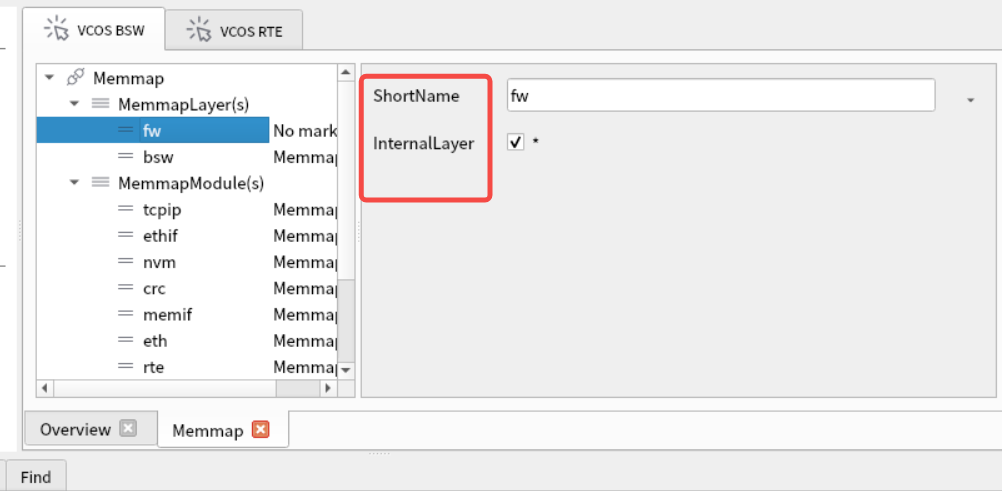 VCOS BSW
VCOS RTE
Memmap
MemmapLayer(s)
fw No mark
bsw Memmap
MemmapModule(s)
tcpip Memmap
ethif Memmap
nvm Memmap
crc Memmap
memif Memmap
eth Memmap
rte Memmap
ShortName fw
InternalLayer *
Overview
Memmap
Find